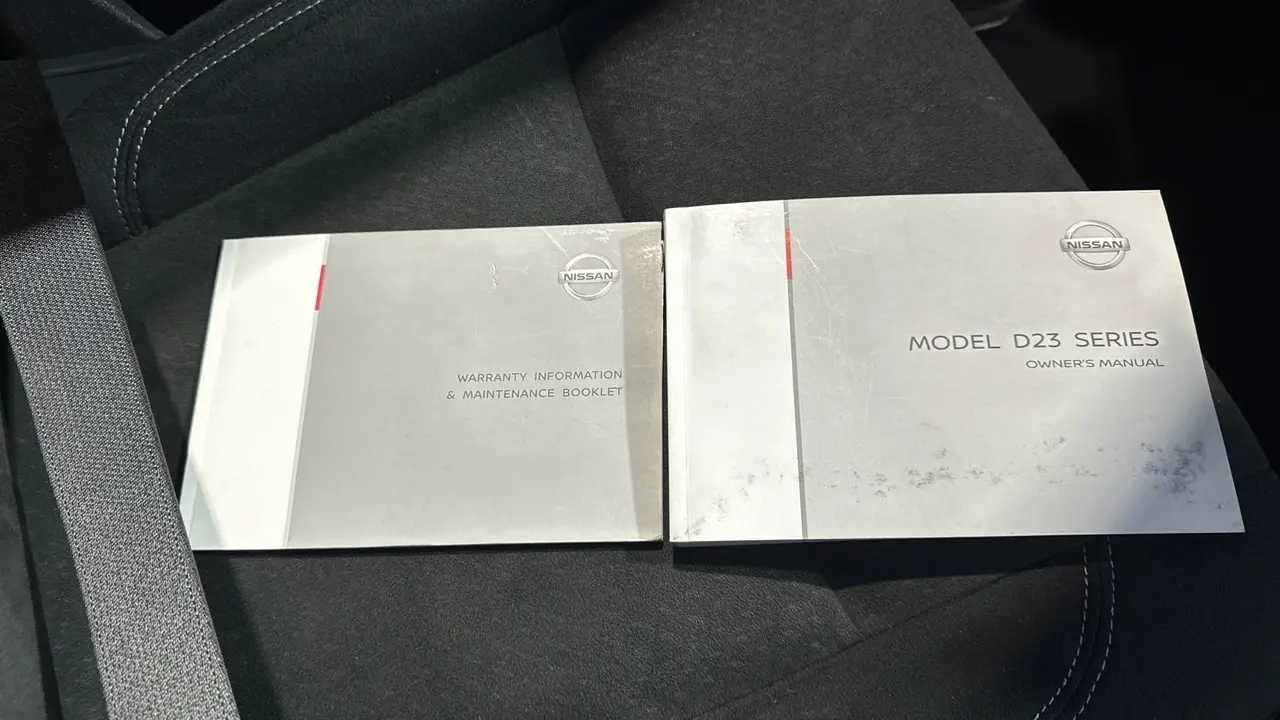 NISSAN
WARRANTY INFORMATION
& MAINTENANCE BOOKLET
NISSAN
MODEL D23 SERIES
OWNER'S MANUAL